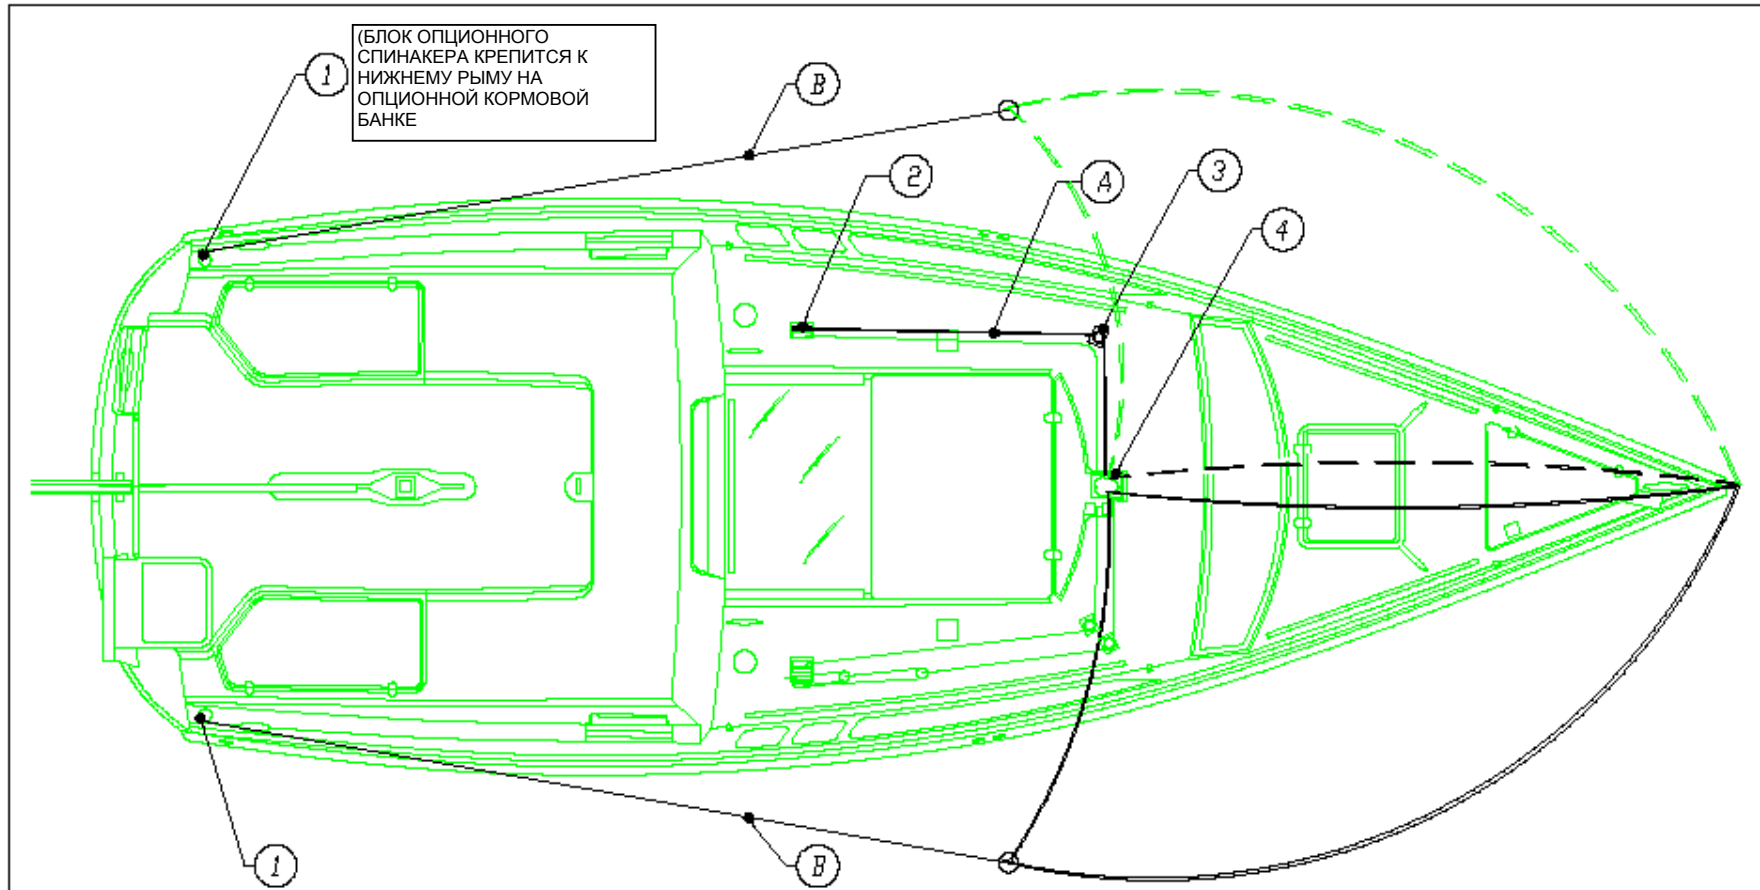 (БЛОК ОПЦИОННОГО
СПИНАКЕРА КРЕПИТСЯ К
НИЖНЕМУ РЫМУ НА
ОПЦИОННОЙ КОРМОВОЙ
БАНКЕ
1
B
2
A
3
4
1
B